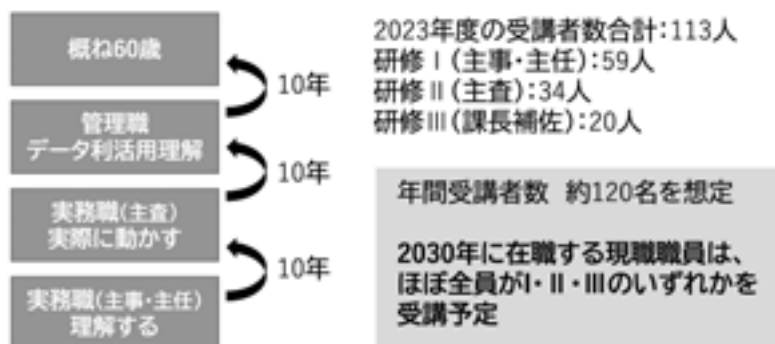 概ね60歳
10年
管理職
データ利活用理解
10年
実務職(主査)
実際に動かす
10年
実務職(主事・主任)
理解する
2023年度の受講者数合計:113人
研修Ⅰ(主事・主任):59人
研修Ⅱ(主査):34人
研修Ⅲ(課長補佐):20人
年間受講者数 約120名を想定
2030年に在職する現職職員は、
ほぼ全員がⅠ・Ⅱ・Ⅲのいずれかを
受講予定